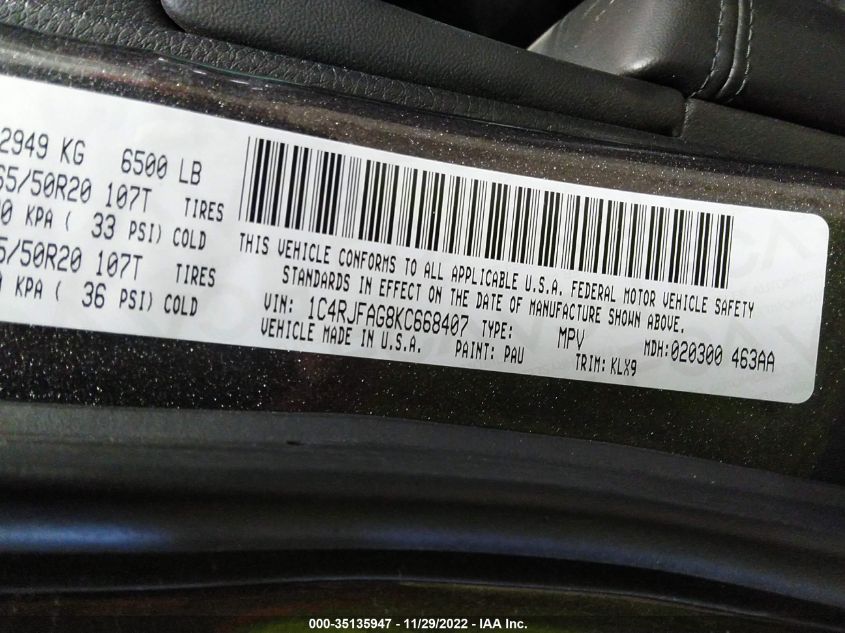 2949 KG 6500 LB
65/50R20 107T TIRES
0 KPA ( 33 PSI) COLD
5/50R20 107T TIRES
KPA ( 36 PSI) COLD
THIS VEHICLE CONFORMS TO ALL APPLICABLE U.S.A. FEDERAL MOTOR VEHICLE SAFETY
STANDARDS IN EFFECT ON THE DATE OF MANUFACTURE SHOWN ABOVE.
VIN: 1C4RJFAG8KC668407 TYPE: MPV MDH:020300 463AA
VEHICLE MADE IN U.S.A. PAINT: PAU TRIM: KLX9
000-35135947 - 11/29/2022 - IAA Inc.